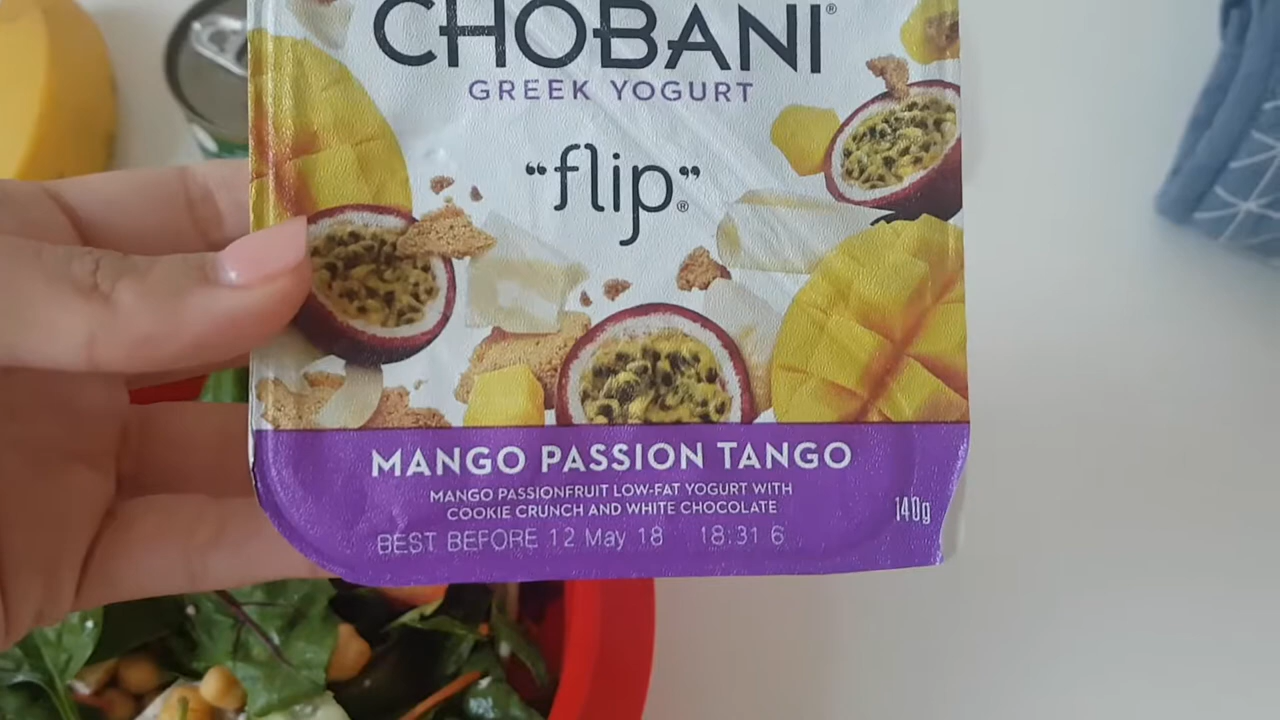 CHOBANI®
GREEK YOGURT
“flip.”®
MANGO PASSION TANGO
MANGO PASSIONFRUIT LOW-FAT YOGURT WITH
COOKIE CRUNCH AND WHITE CHOCOLATE
140g
BEST BEFORE 12 May 18 18:31 6